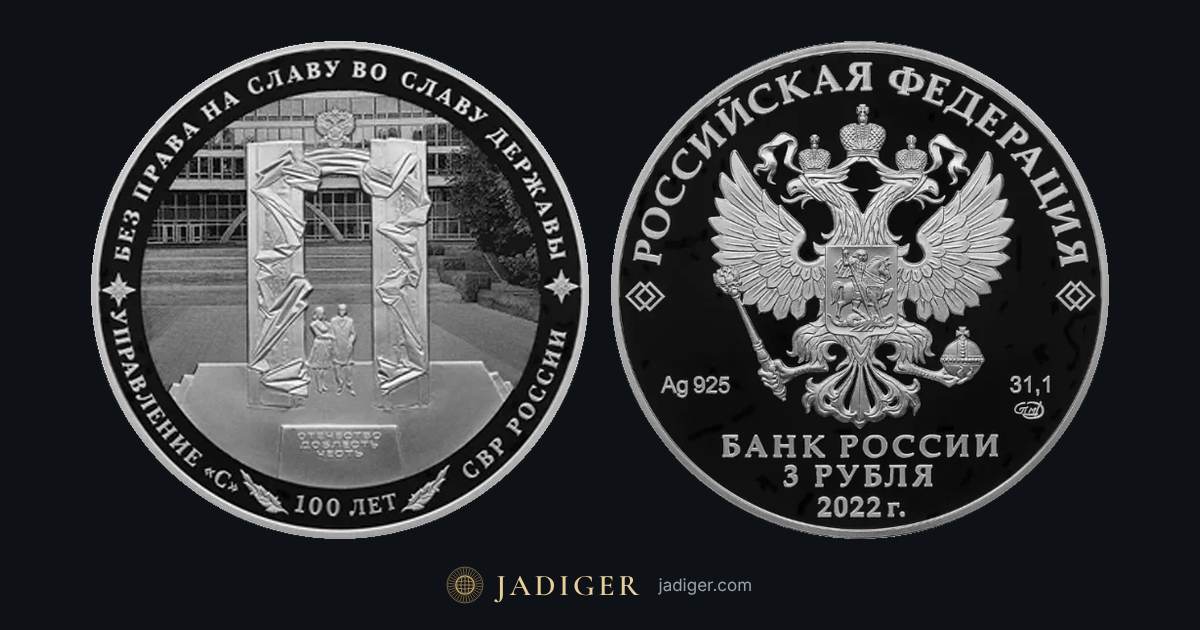 БЕЗ ПРАВА НА СЛАВУ ВО СЛАВУ ДЕРЖАВЫ
УПРАВЛЕНИЕ «С»
100 ЛЕТ
СВР РОССИИ
ОТЕЧЕСТВО
ДОБЛЕСТЬ
ЧЕСТЬ
РОССИЙСКАЯ ФЕДЕРАЦИЯ
Ag 925
31,1
БАНК РОССИИ
3 РУБЛЯ
2022 г.
JADIGER
jadiger.com